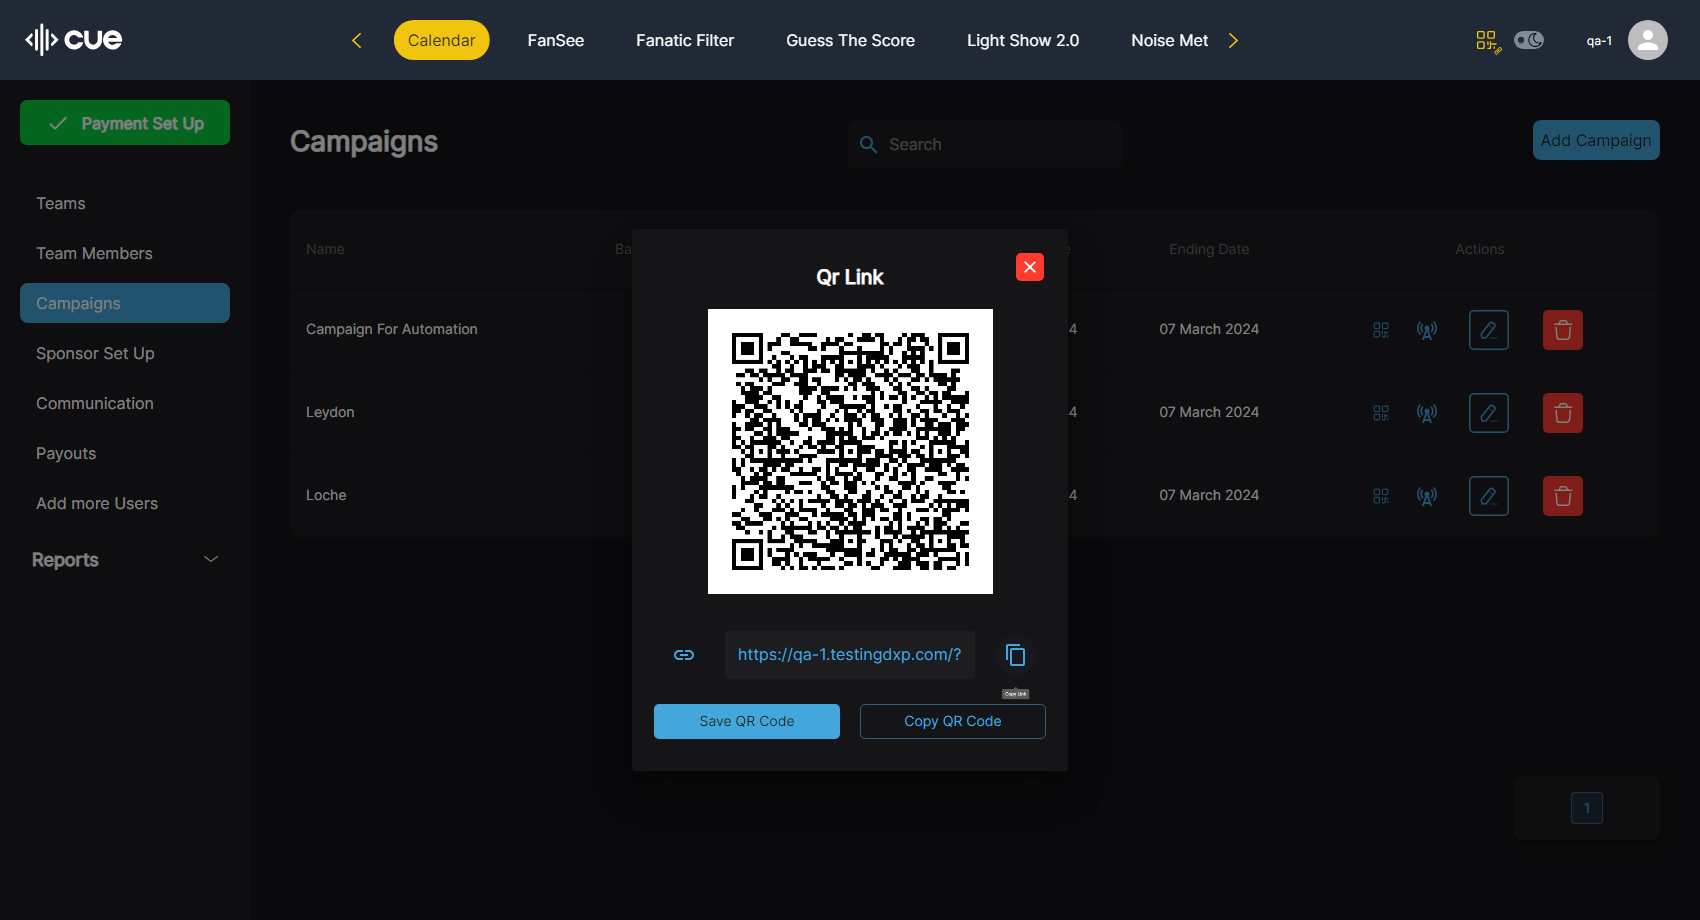 cue
Calendar
FanSee
Fanatic Filter
Guess The Score
Light Show 2.0
Noise Met
qa-1
Payment Set Up
Teams
Team Members
Campaigns
Sponsor Set Up
Communication
Payouts
Add more Users
Reports
Campaigns
Search
Add Campaign
Name
Ba
e
Ending Date
Actions
Campaign For Automation
4
07 March 2024
Leydon
4
07 March 2024
Loche
4
07 March 2024
Qr Link
https://qa-1.testingdxp.com/?
Copy Link
Save QR Code
Copy QR Code
1